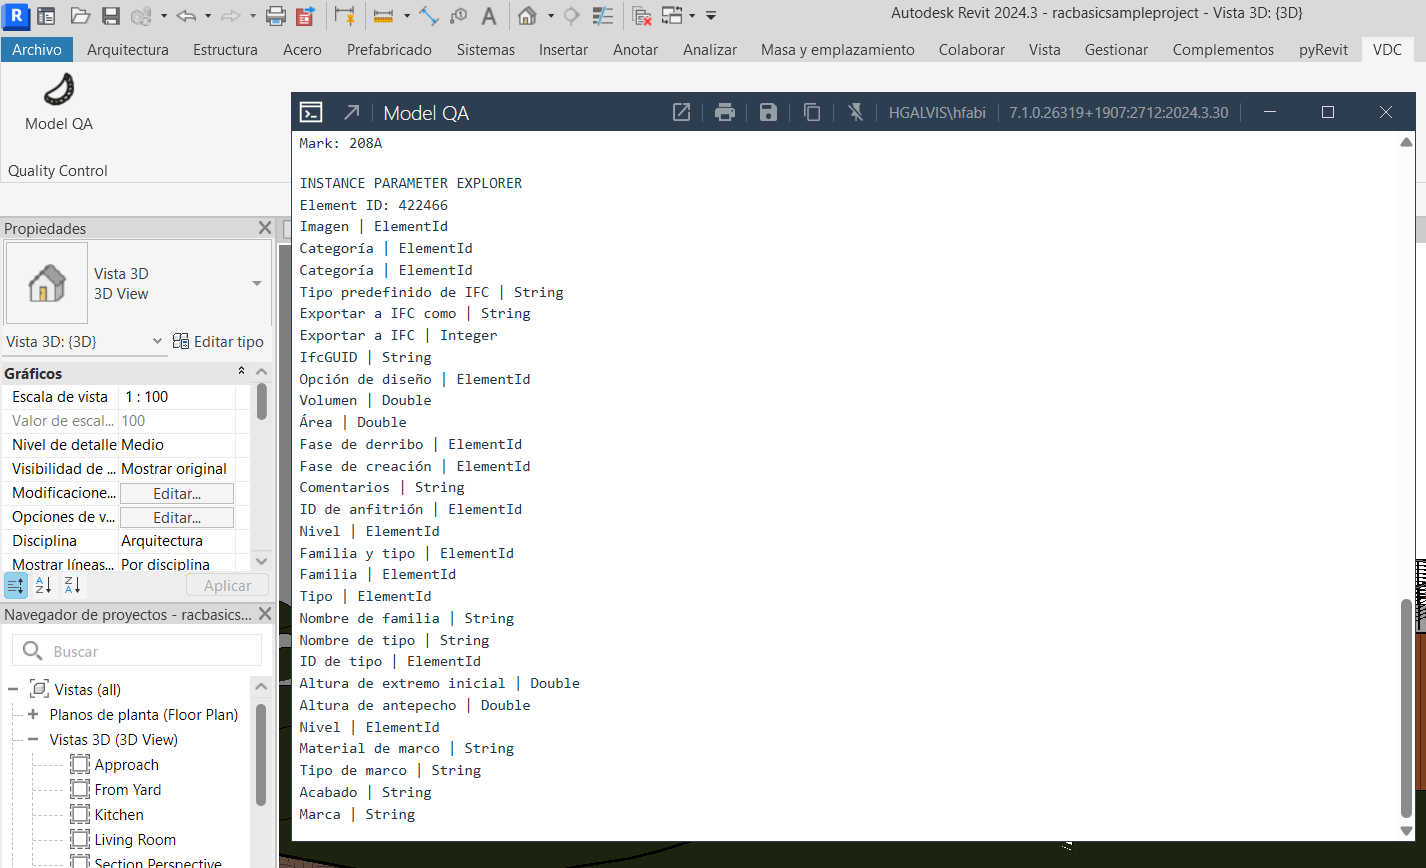 R
Autodesk Revit 2024.3 - racbasicsampleproject - Vista 3D: {3D}
Archivo Arquitectura Estructura Acero Prefabricado Sistemas Insertar Anotar Analizar Masa y emplazamiento Colaborar Vista Gestionar Complementos pyRevit VDC
Model QA
Quality Control
Propiedades
Vista 3D
3D View
Vista 3D: {3D} Editar tipo
Gráficos
Escala de vista 1 : 100
Valor de escal... 100
Nivel de detalle Medio
Visibilidad de ... Mostrar original
Modificacione... Editar...
Opciones de v... Editar...
Disciplina Arquitectura
Mostrar líneas... Por disciplina
Aplicar
Navegador de proyectos - racbasics...
Buscar
Vistas (all)
Planos de planta (Floor Plan)
Vistas 3D (3D View)
Approach
From Yard
Kitchen
Living Room
Section Perspective
Model QA HGALVIS\hfabi 7.1.0.26319+1907:2712:2024.3.30
Mark: 208A
INSTANCE PARAMETER EXPLORER
Element ID: 422466
Imagen | ElementId
Categoría | ElementId
Categoría | ElementId
Tipo predefinido de IFC | String
Exportar a IFC como | String
Exportar a IFC | Integer
IfcGUID | String
Opción de diseño | ElementId
Volumen | Double
Área | Double
Fase de derribo | ElementId
Fase de creación | ElementId
Comentarios | String
ID de anfitrión | ElementId
Nivel | ElementId
Familia y tipo | ElementId
Familia | ElementId
Tipo | ElementId
Nombre de familia | String
Nombre de tipo | String
ID de tipo | ElementId
Altura de extremo inicial | Double
Altura de antepecho | Double
Nivel | ElementId
Material de marco | String
Tipo de marco | String
Acabado | String
Marca | String